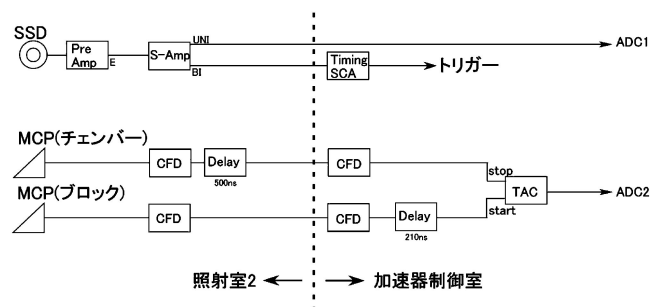 SSD
Pre
Amp
E
S-Amp
UNI
BI
Timing
SCA
トリガー
ADC1
MCP(チェンバー)
CFD
Delay
500ns
CFD
stop
TAC
ADC2
MCP(ブロック)
CFD
CFD
Delay
210ns
start
照射室2
加速器制御室